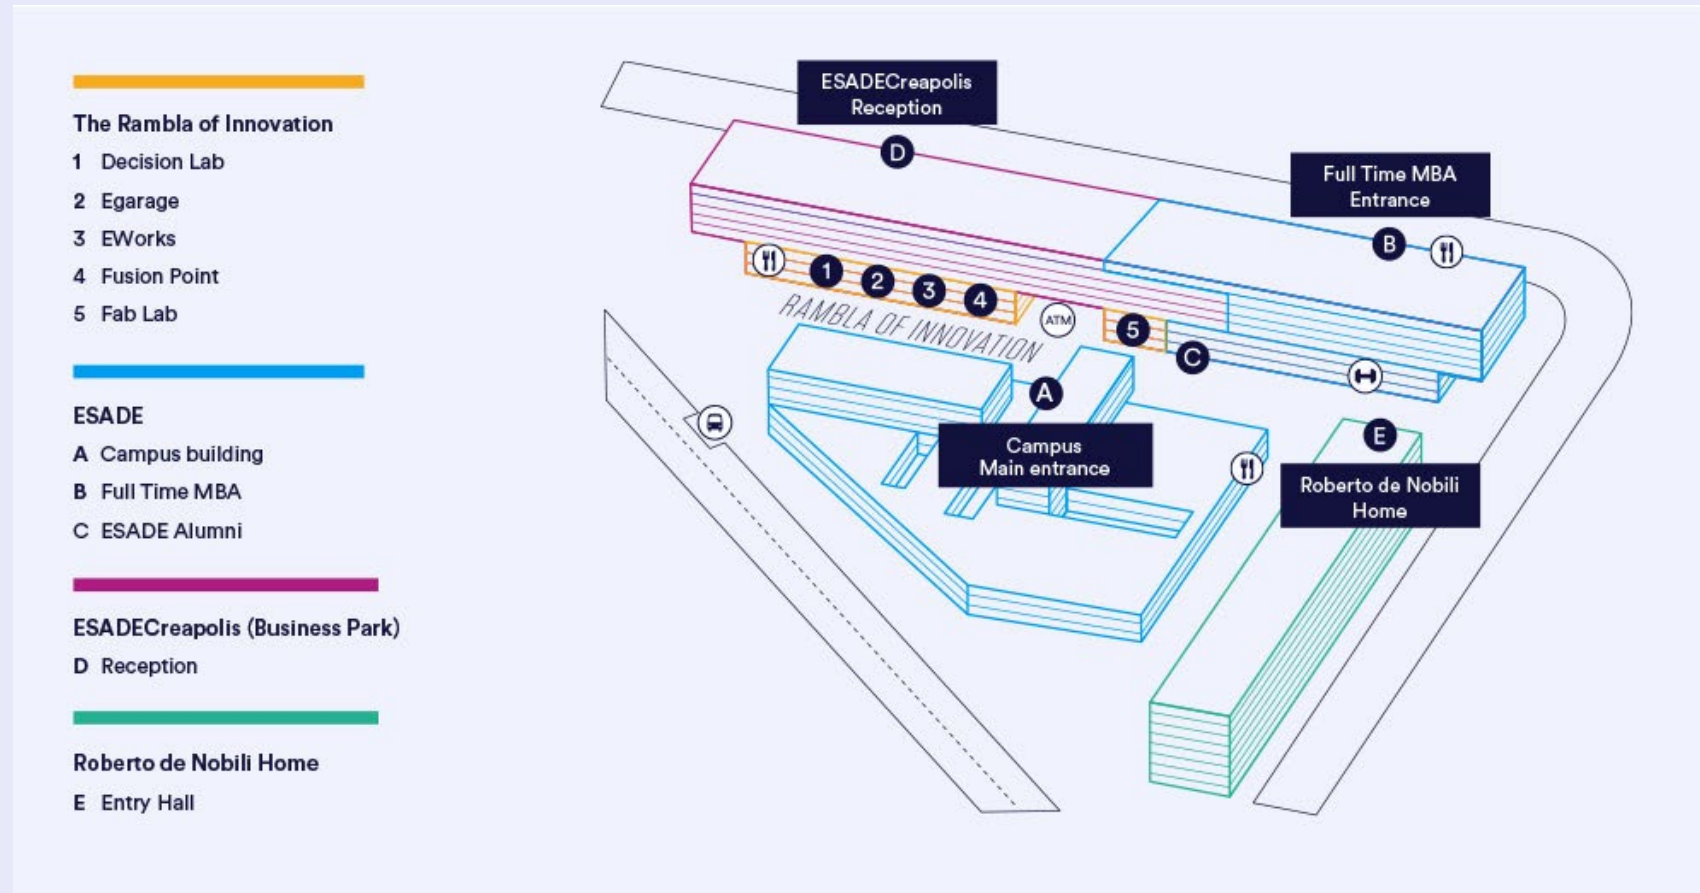 The Rambla of Innovation
1 Decision Lab
2 Egarage
3 EWorks
4 Fusion Point
5 Fab Lab
ESADE
A Campus building
B Full Time MBA
C ESADE Alumni
ESADECreapolis (Business Park)
D Reception
Roberto de Nobili Home
E Entry Hall
ESADECreapolis
Reception
D
Full Time MBA
Entrance
B
1
2
3
4
RAMBLA OF INNOVATION
ATM
5
C
A
Campus
Main entrance
E
Roberto de Nobili
Home